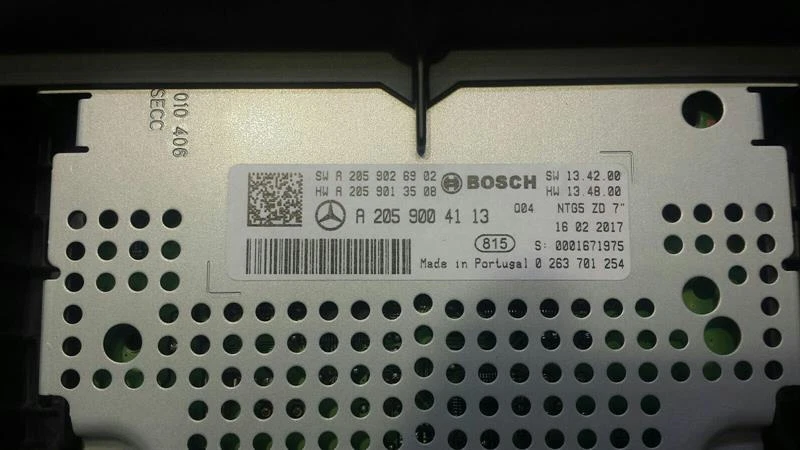 010 406
SECC
SW A 205 902 69 02
HW A 205 901 35 08
BOSCH
SW 13.42.00
HW 13.48.00
A 205 900 41 13
Q04 NTG5 ZD 7"
16 02 2017
815
S: 0001671975
Made in Portugal 0 263 701 254